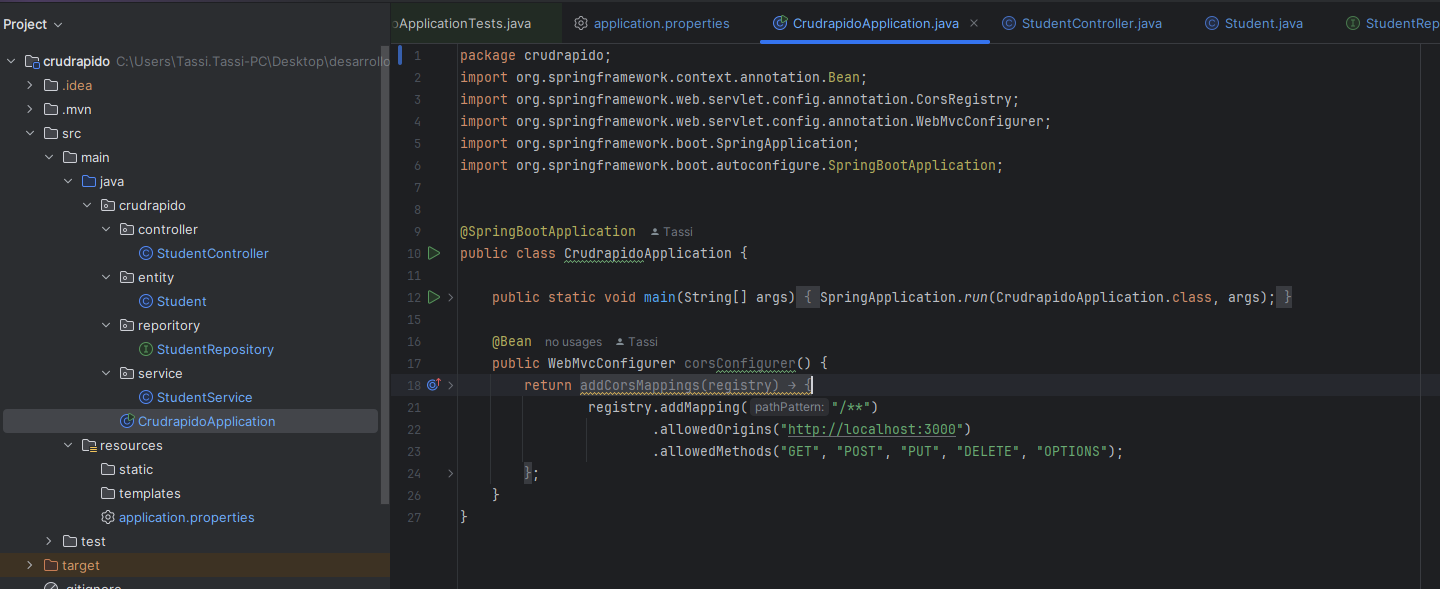 Project
crudrapido C:\Users\Tassi.Tassi-PC\Desktop\desarrollo
.idea
.mvn
src
main
java
crudrapido
controller
StudentController
entity
Student
reporitory
StudentRepository
service
StudentService
CrudrapidoApplication
resources
static
templates
application.properties
test
target
.gitignore
oApplicationTests.java application.properties CrudrapidoApplication.java × StudentController.java Student.java StudentRep
1 package crudrapido;
2 import org.springframework.context.annotation.Bean;
3 import org.springframework.web.servlet.config.annotation.CorsRegistry;
4 import org.springframework.web.servlet.config.annotation.WebMvcConfigurer;
5 import org.springframework.boot.SpringApplication;
6 import org.springframework.boot.autoconfigure.SpringBootApplication;
7
8
9 @SpringBootApplication Tassi
10 public class CrudrapidoApplication {
11
12 public static void main(String[] args) { SpringApplication.run(CrudrapidoApplication.class, args); }
15
16 @Bean no usages Tassi
17 public WebMvcConfigurer corsConfigurer() {
18 return addCorsMappings(registry) → {
21 registry.addMapping( pathPattern: "/**")
22 .allowedOrigins("http://localhost:3000")
23 .allowedMethods("GET", "POST", "PUT", "DELETE", "OPTIONS");
24 };
26 }
27 }